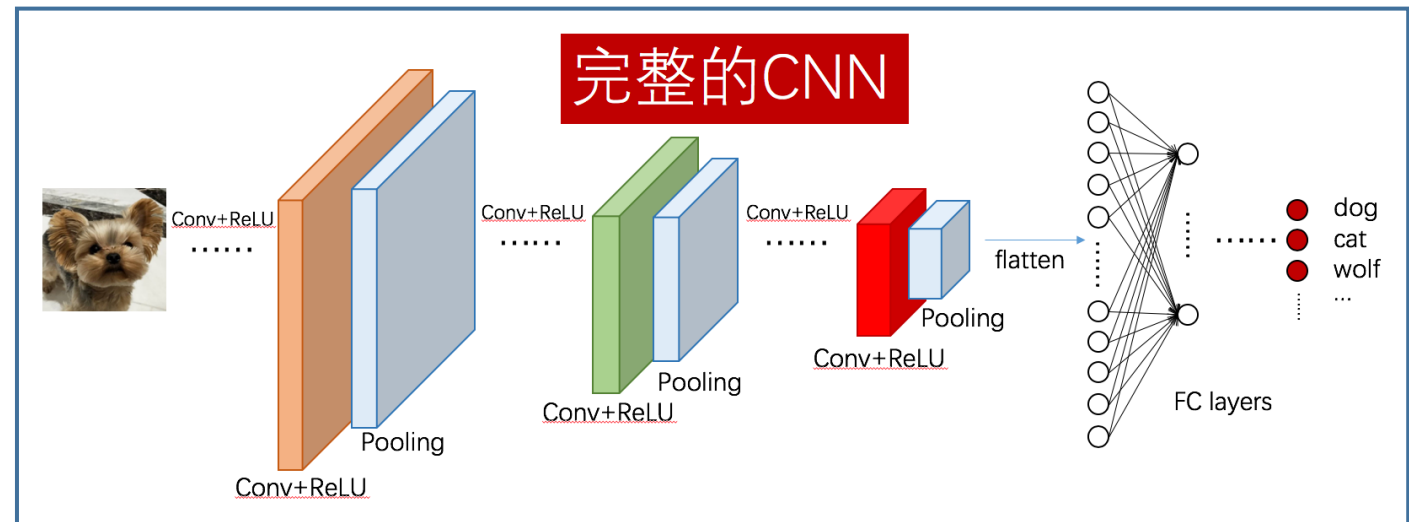 完整的CNN
Conv+ReLU
......
Conv+ReLU
Pooling
Conv+ReLU
......
Conv+ReLU
Pooling
Conv+ReLU
......
Conv+ReLU
Pooling
flatten
FC layers
......
dog
cat
wolf
...